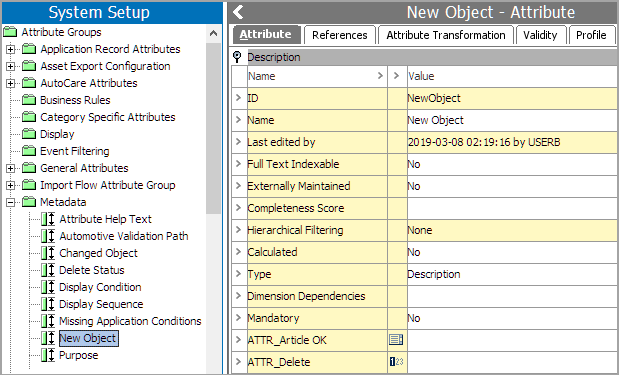 System Setup
Attribute Groups
Application Record Attributes
Asset Export Configuration
AutoCare Attributes
Business Rules
Category Specific Attributes
Display
Event Filtering
General Attributes
Import Flow Attribute Group
Metadata
Attribute Help Text
Automotive Validation Path
Changed Object
Delete Status
Display Condition
Display Sequence
Missing Application Conditions
New Object
Purpose
New Object - Attribute
Attribute References Attribute Transformation Validity Profile
Description
Name > > Value
> ID NewObject
> Name New Object
> Last edited by 2019-03-08 02:19:16 by USERB
> Full Text Indexable No
> Externally Maintained No
> Completeness Score
> Hierarchical Filtering None
> Calculated No
> Type Description
> Dimension Dependencies
> Mandatory No
> ATTR_Article OK
> ATTR_Delete 123